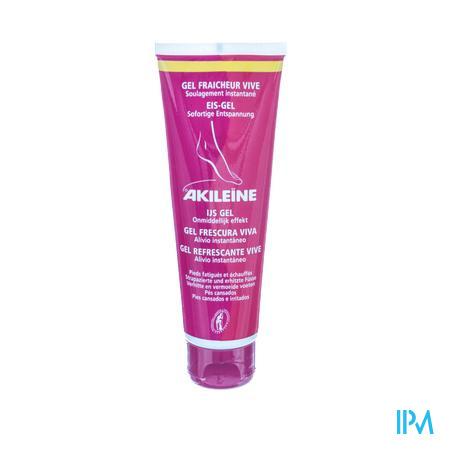 GEL FRAICHEUR VIVE
Soulagement instantané
EIS-GEL
Sofortige Entspannung
AKILEÏNE
IJS GEL
Onmiddellijk effekt
GEL FRESCURA VIVA
Alívio instantâneo
GEL REFRESCANTE VIVE
Alivio instantáneo
Pieds fatigués et échauffés
Strapazierte und erhitzte Füsse
Verhitte en vermoeide voeten
Pés cansados
Pies cansados e irritados
IPM